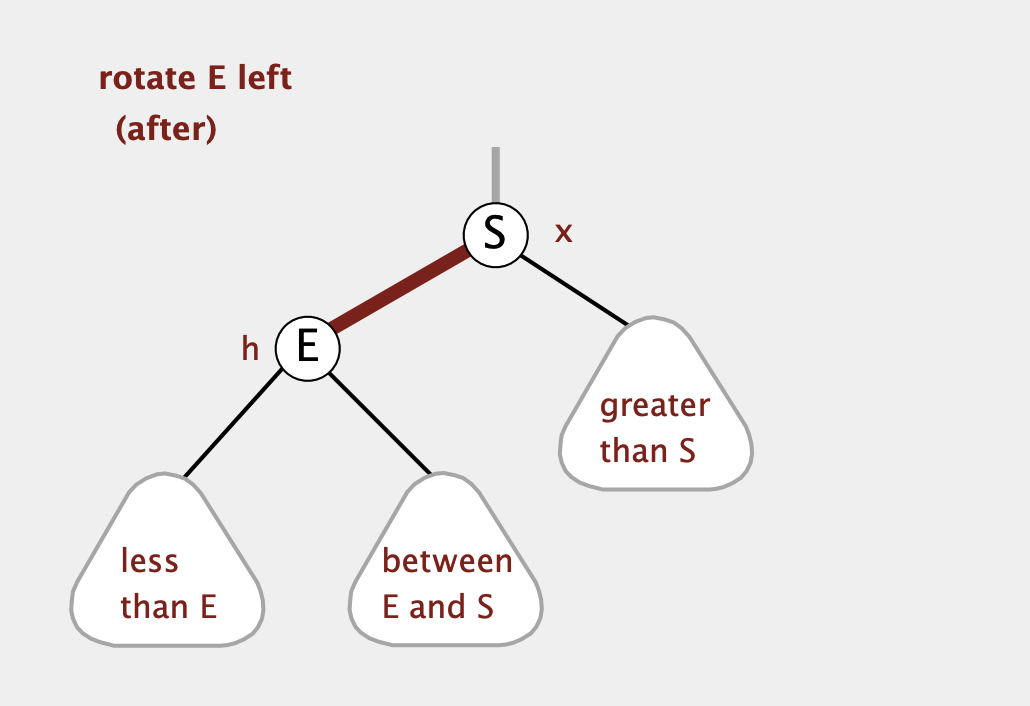 rotate E left
(after)
S
x
h
E
greater
than S
less
than E
between
E and S